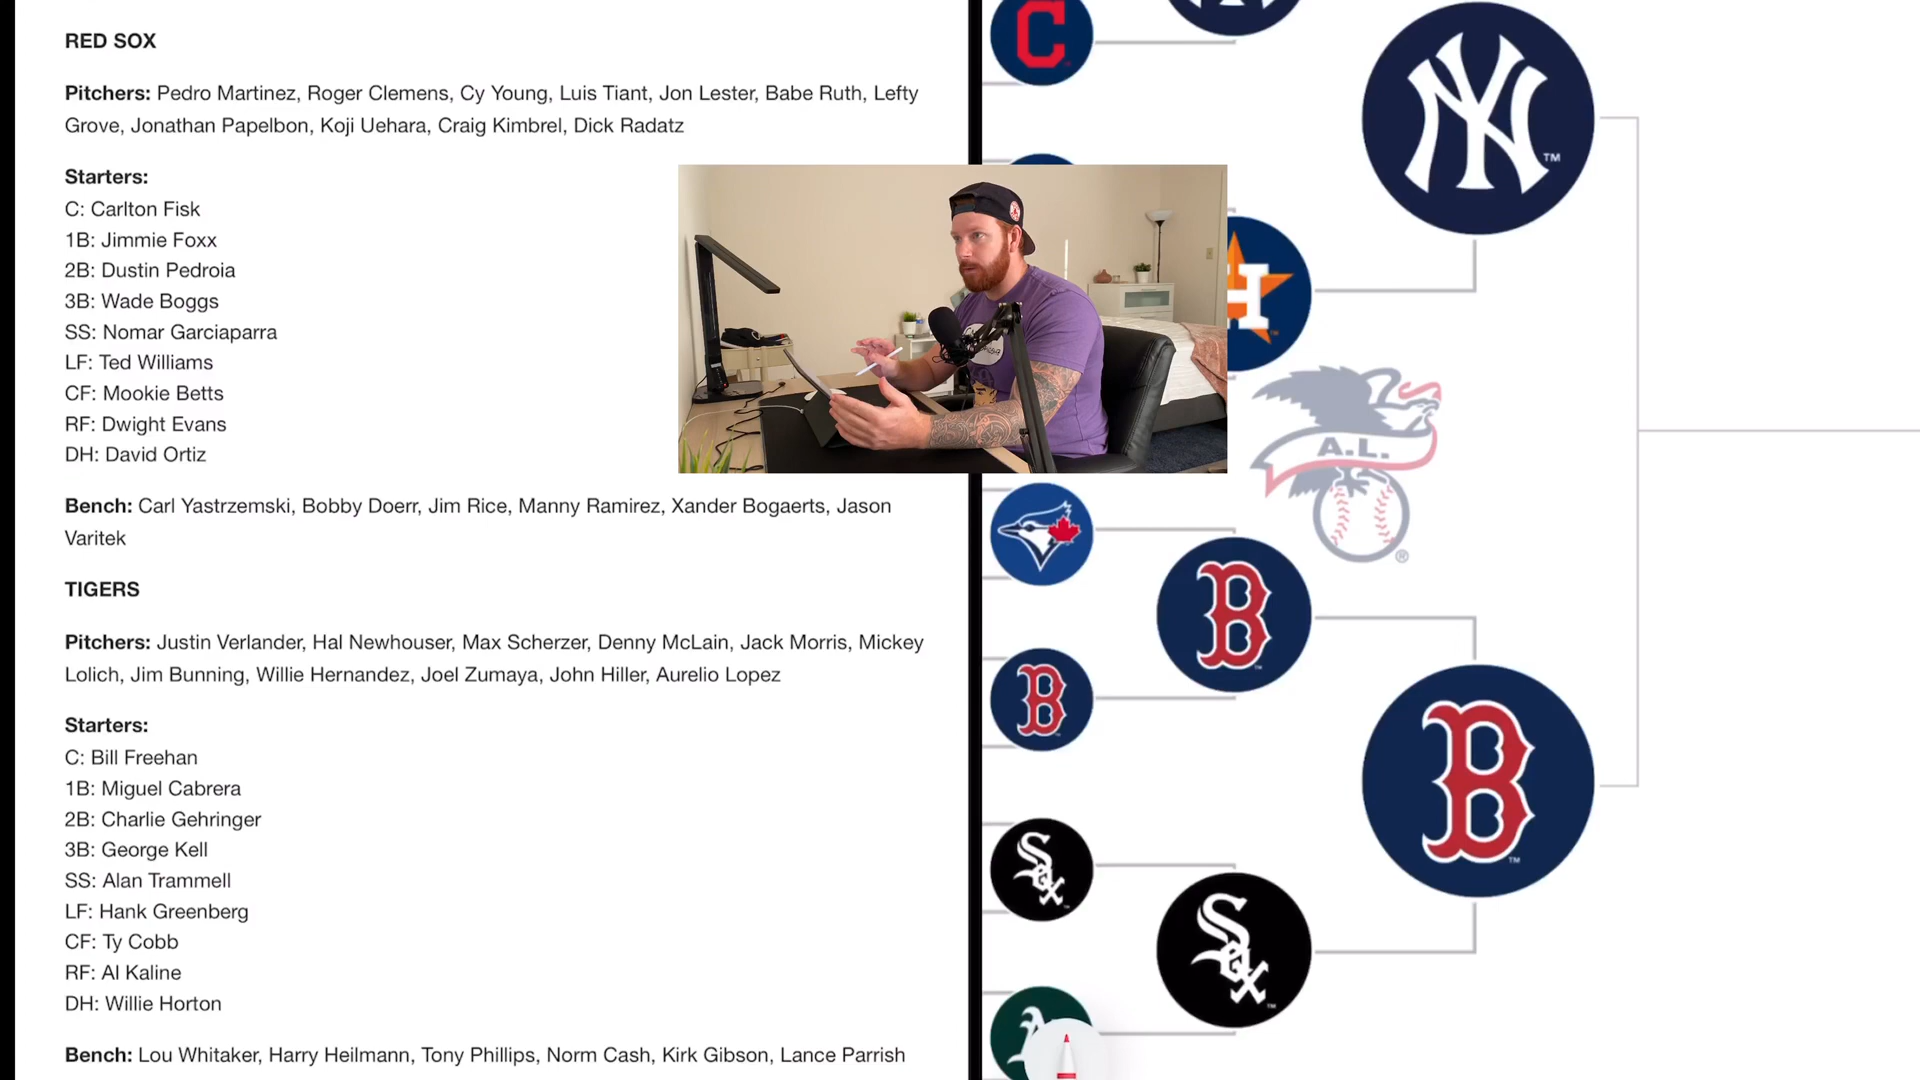 RED SOX
Pitchers: Pedro Martinez, Roger Clemens, Cy Young, Luis Tiant, Jon Lester, Babe Ruth, Lefty
Grove, Jonathan Papelbon, Koji Uehara, Craig Kimbrel, Dick Radatz
Starters:
C: Carlton Fisk
1B: Jimmie Foxx
2B: Dustin Pedroia
3B: Wade Boggs
SS: Nomar Garciaparra
LF: Ted Williams
CF: Mookie Betts
RF: Dwight Evans
DH: David Ortiz
Bench: Carl Yastrzemski, Bobby Doerr, Jim Rice, Manny Ramirez, Xander Bogaerts, Jason
Varitek
TIGERS
Pitchers: Justin Verlander, Hal Newhouser, Max Scherzer, Denny McLain, Jack Morris, Mickey
Lolich, Jim Bunning, Willie Hernandez, Joel Zumaya, John Hiller, Aurelio Lopez
Starters:
C: Bill Freehan
1B: Miguel Cabrera
2B: Charlie Gehringer
3B: George Kell
SS: Alan Trammell
LF: Hank Greenberg
CF: Ty Cobb
RF: Al Kaline
DH: Willie Horton
Bench: Lou Whitaker, Harry Heilmann, Tony Phillips, Norm Cash, Kirk Gibson, Lance Parrish
C
NY
TM
H
A.L.
®
B
B
B
TM
Sox
Sox
TM
A